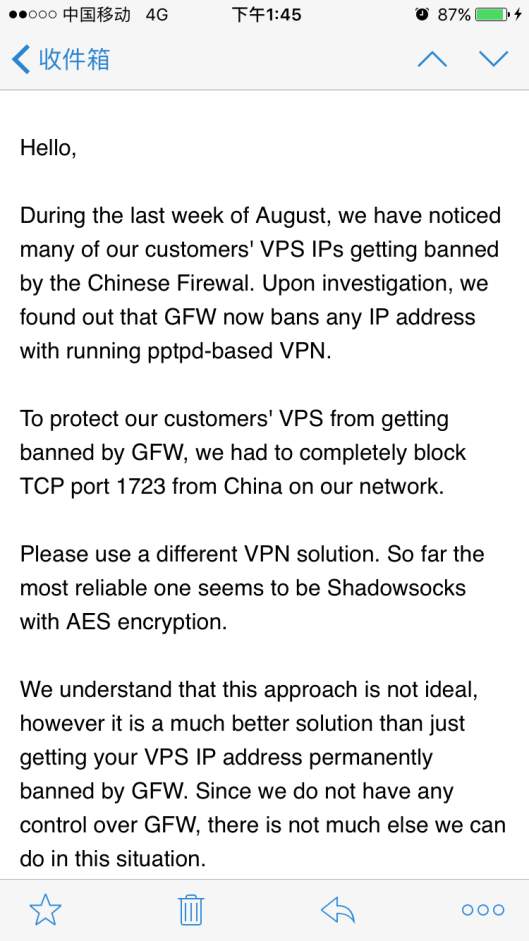 中国移动 4G 下午1:45 87%
收件箱
Hello,
During the last week of August, we have noticed
many of our customers' VPS IPs getting banned
by the Chinese Firewal. Upon investigation, we
found out that GFW now bans any IP address
with running pptpd-based VPN.
To protect our customers' VPS from getting
banned by GFW, we had to completely block
TCP port 1723 from China on our network.
Please use a different VPN solution. So far the
most reliable one seems to be Shadowsocks
with AES encryption.
We understand that this approach is not ideal,
however it is a much better solution than just
getting your VPS IP address permanently
banned by GFW. Since we do not have any
control over GFW, there is not much else we can
do in this situation.